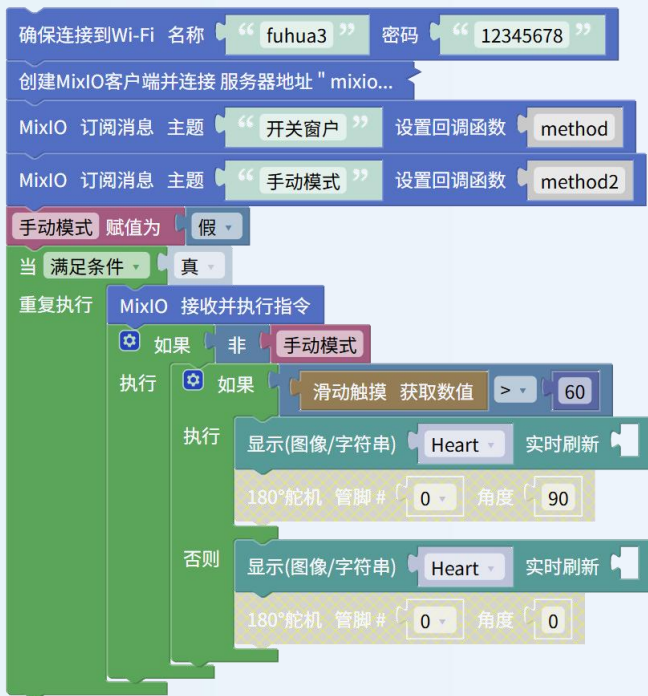 确保连接到Wi-Fi 名称 “ fuhua3 ” 密码 “ 12345678 ”
创建MixIO客户端并连接 服务器地址 " mixio...
MixIO 订阅消息 主题 “ 开关窗户 ” 设置回调函数 method
MixIO 订阅消息 主题 “ 手动模式 ” 设置回调函数 method2
手动模式 赋值为 假
当 满足条件 真
重复执行 MixIO 接收并执行指令
如果 非 手动模式
执行 如果 滑动触摸 获取数值 > 60
执行 显示(图像/字符串) Heart 实时刷新
180°舵机 管脚 # 0 角度 90
否则 显示(图像/字符串) Heart 实时刷新
180°舵机 管脚 # 0 角度 0